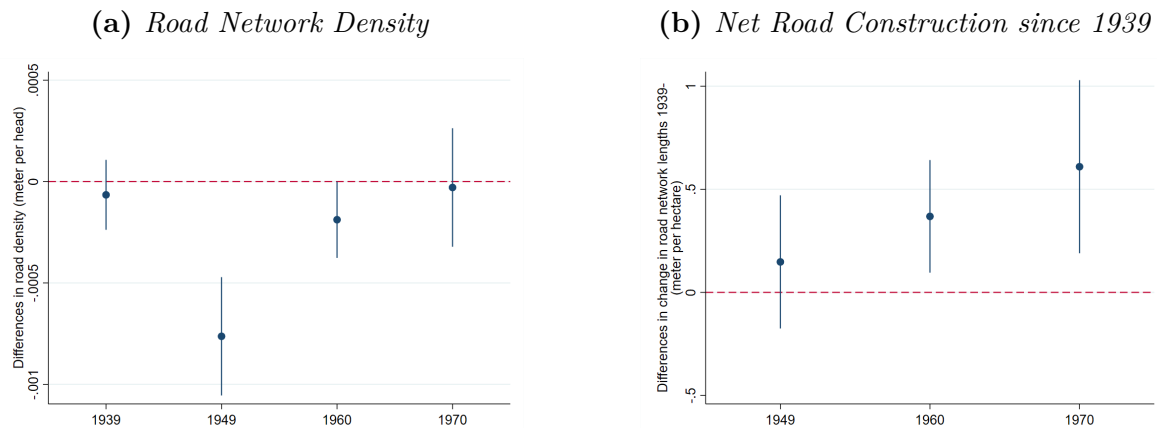 (a) Road Network Density
Differences in road density (meter per head)
.0005
0
-.0005
-.001
1939 1949 1960 1970
(b) Net Road Construction since 1939
Differences in change in road network lengths 1939-
(meter per hectare)
1
.5
0
-.5
1949 1960 1970